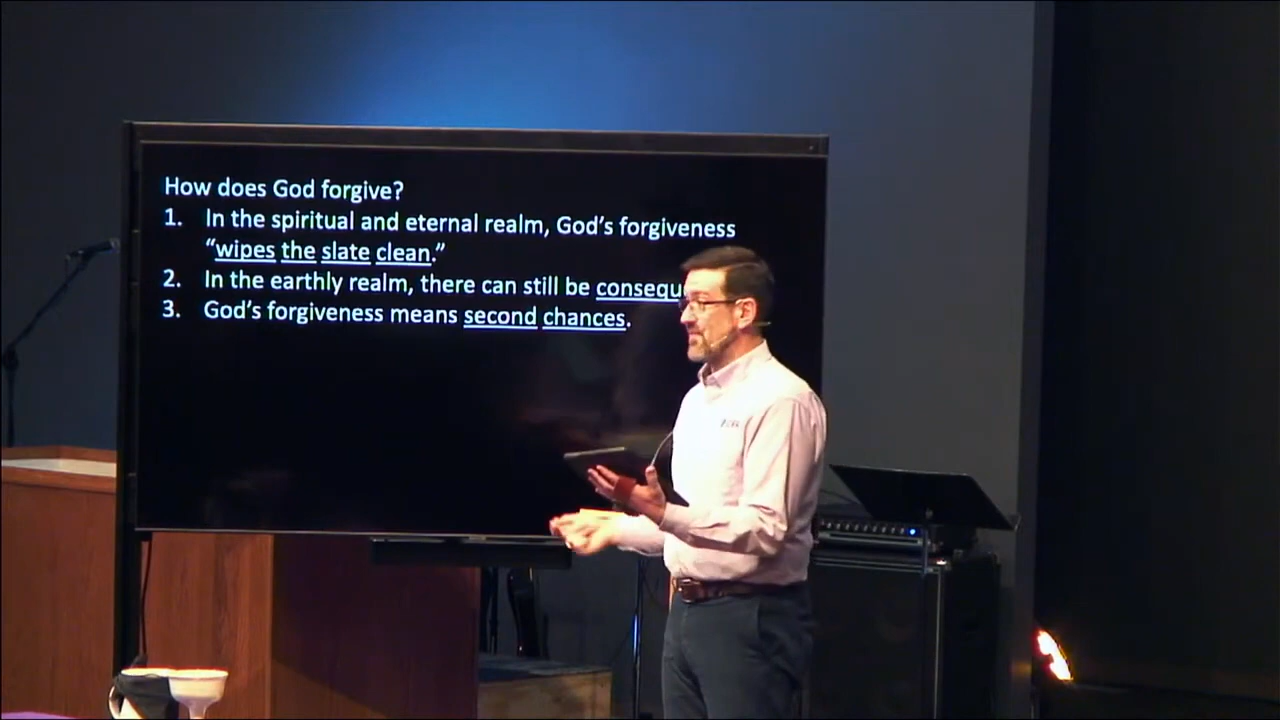 How does God forgive?
1. In the spiritual and eternal realm, God’s forgiveness
“wipes the slate clean.”
2. In the earthly realm, there can still be consequ
3. God’s forgiveness means second chances.